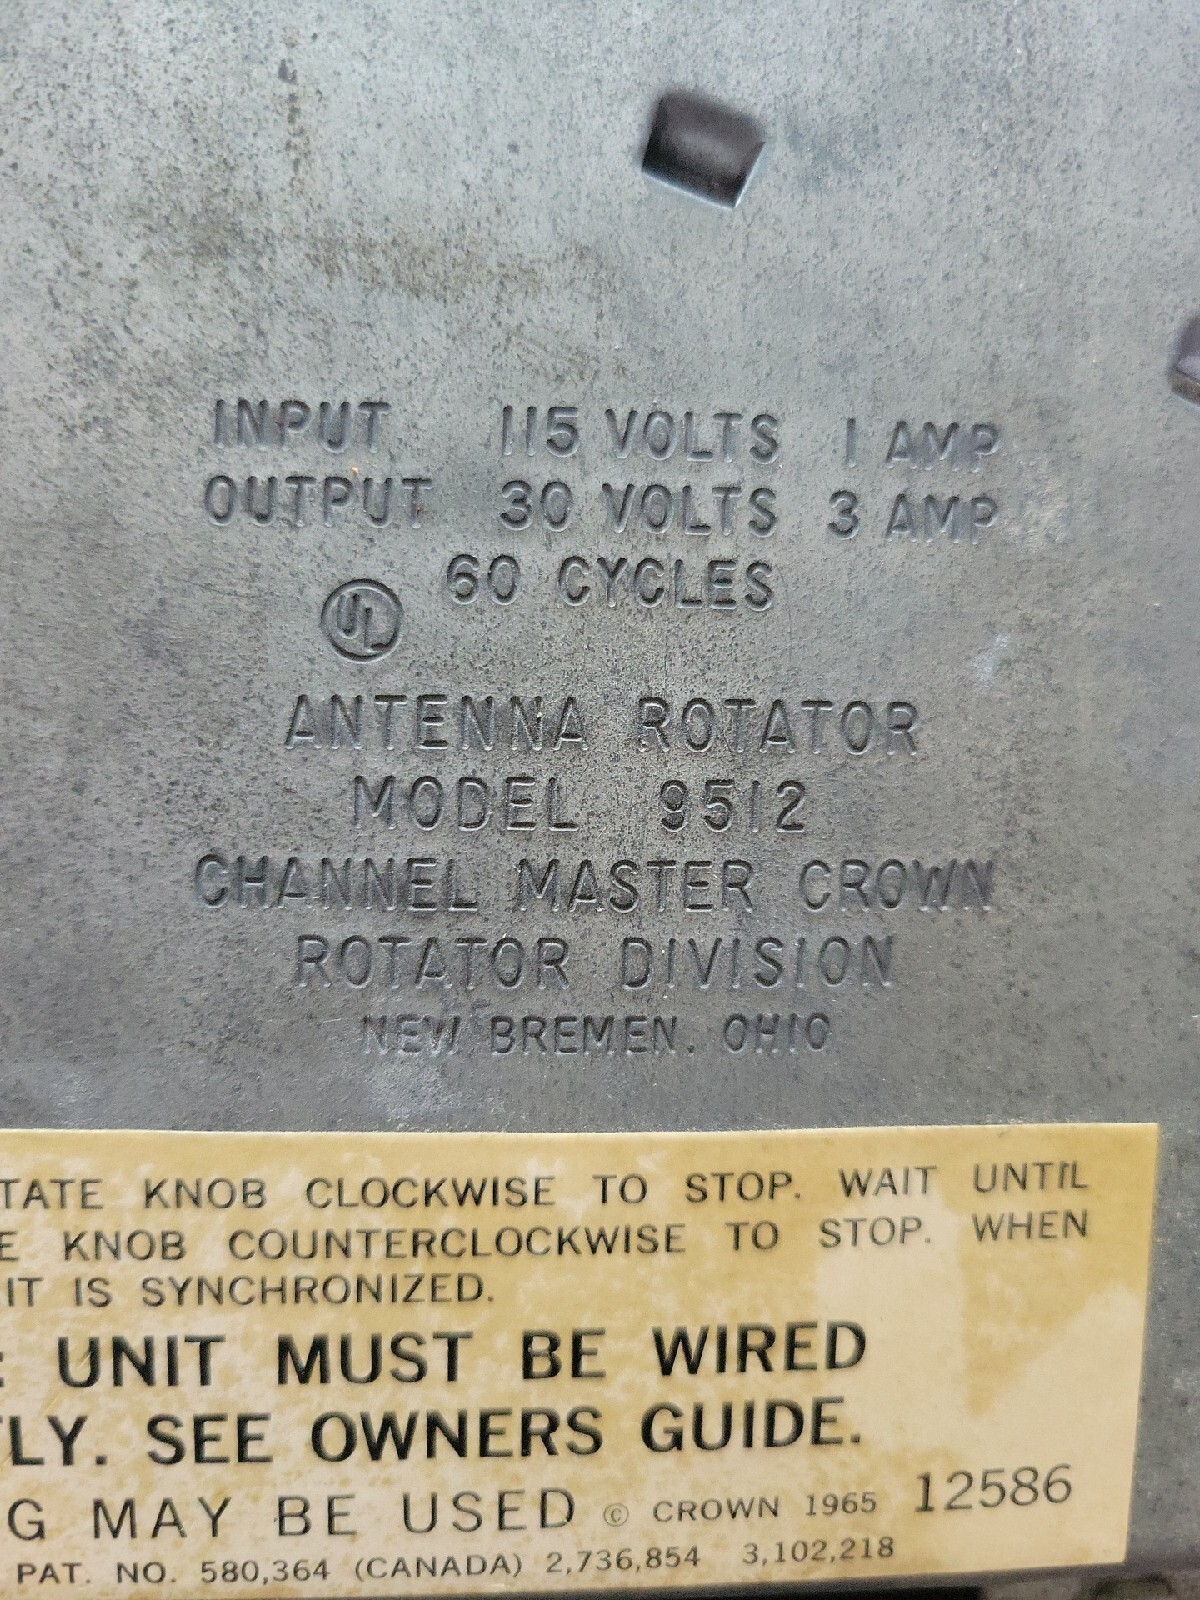 INPUT 115 VOLTS 1 AMP
OUTPUT 30 VOLTS 3 AMP
60 CYCLES
UL
ANTENNA ROTATOR
MODEL 9512
CHANNEL MASTER CROWN
ROTATOR DIVISION
NEW BREMEN. OHIO
TATE KNOB CLOCKWISE TO STOP. WAIT UNTIL
E KNOB COUNTERCLOCKWISE TO STOP. WHEN
IT IS SYNCHRONIZED.
: UNIT MUST BE WIRED
TLY. SEE OWNERS GUIDE.
G MAY BE USED © CROWN 1965 12586
PAT. NO. 580,364 (CANADA) 2,736,854 3,102,218